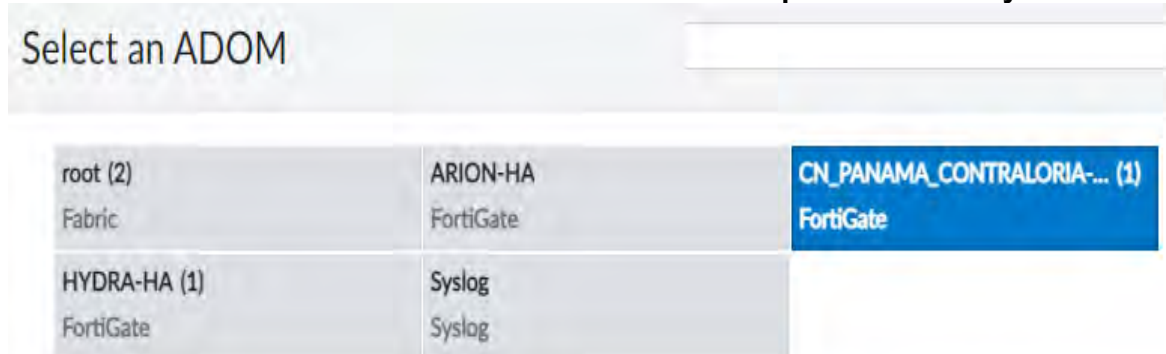 Select an ADOM
root (2)
Fabric
ARION-HA
FortiGate
CN_PANAMA_CONTRALORIA-... (1)
FortiGate
HYDRA-HA (1)
FortiGate
Syslog
Syslog